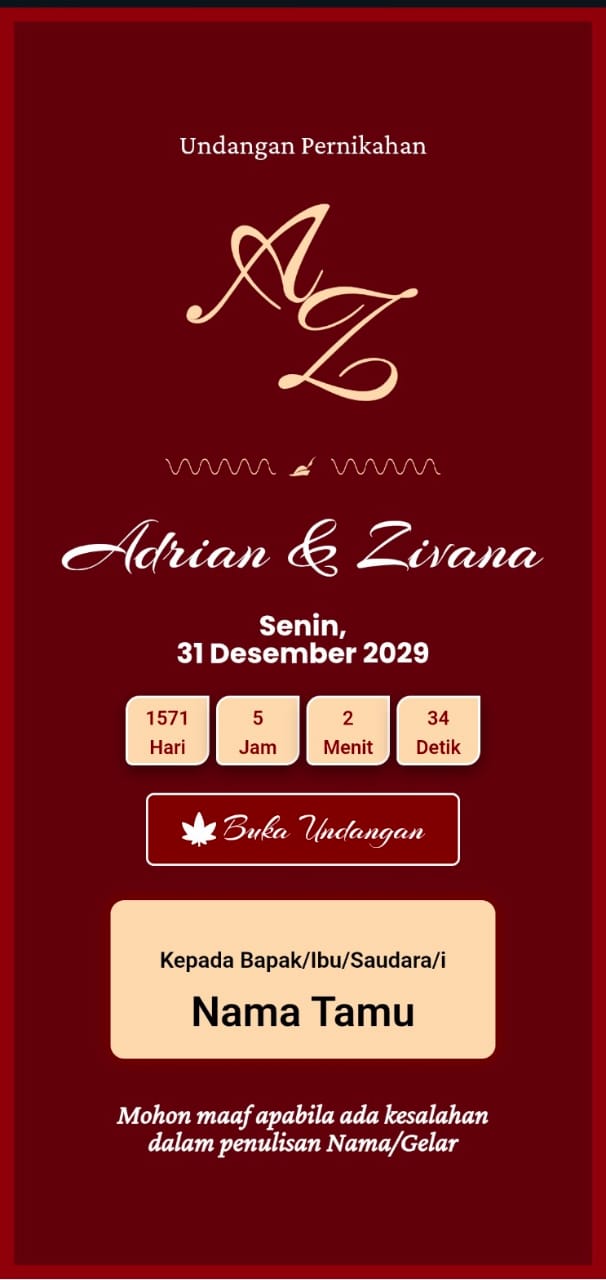 Undangan Pernikahan
A
Z
Adrian & Zivana
Senin,
31 Desember 2029
1571 5 2 34
Hari Jam Menit Detik
Buka Undangan
Kepada Bapak/Ibu/Saudara/i
Nama Tamu
Mohon maaf apabila ada kesalahan
dalam penulisan Nama/Gelar